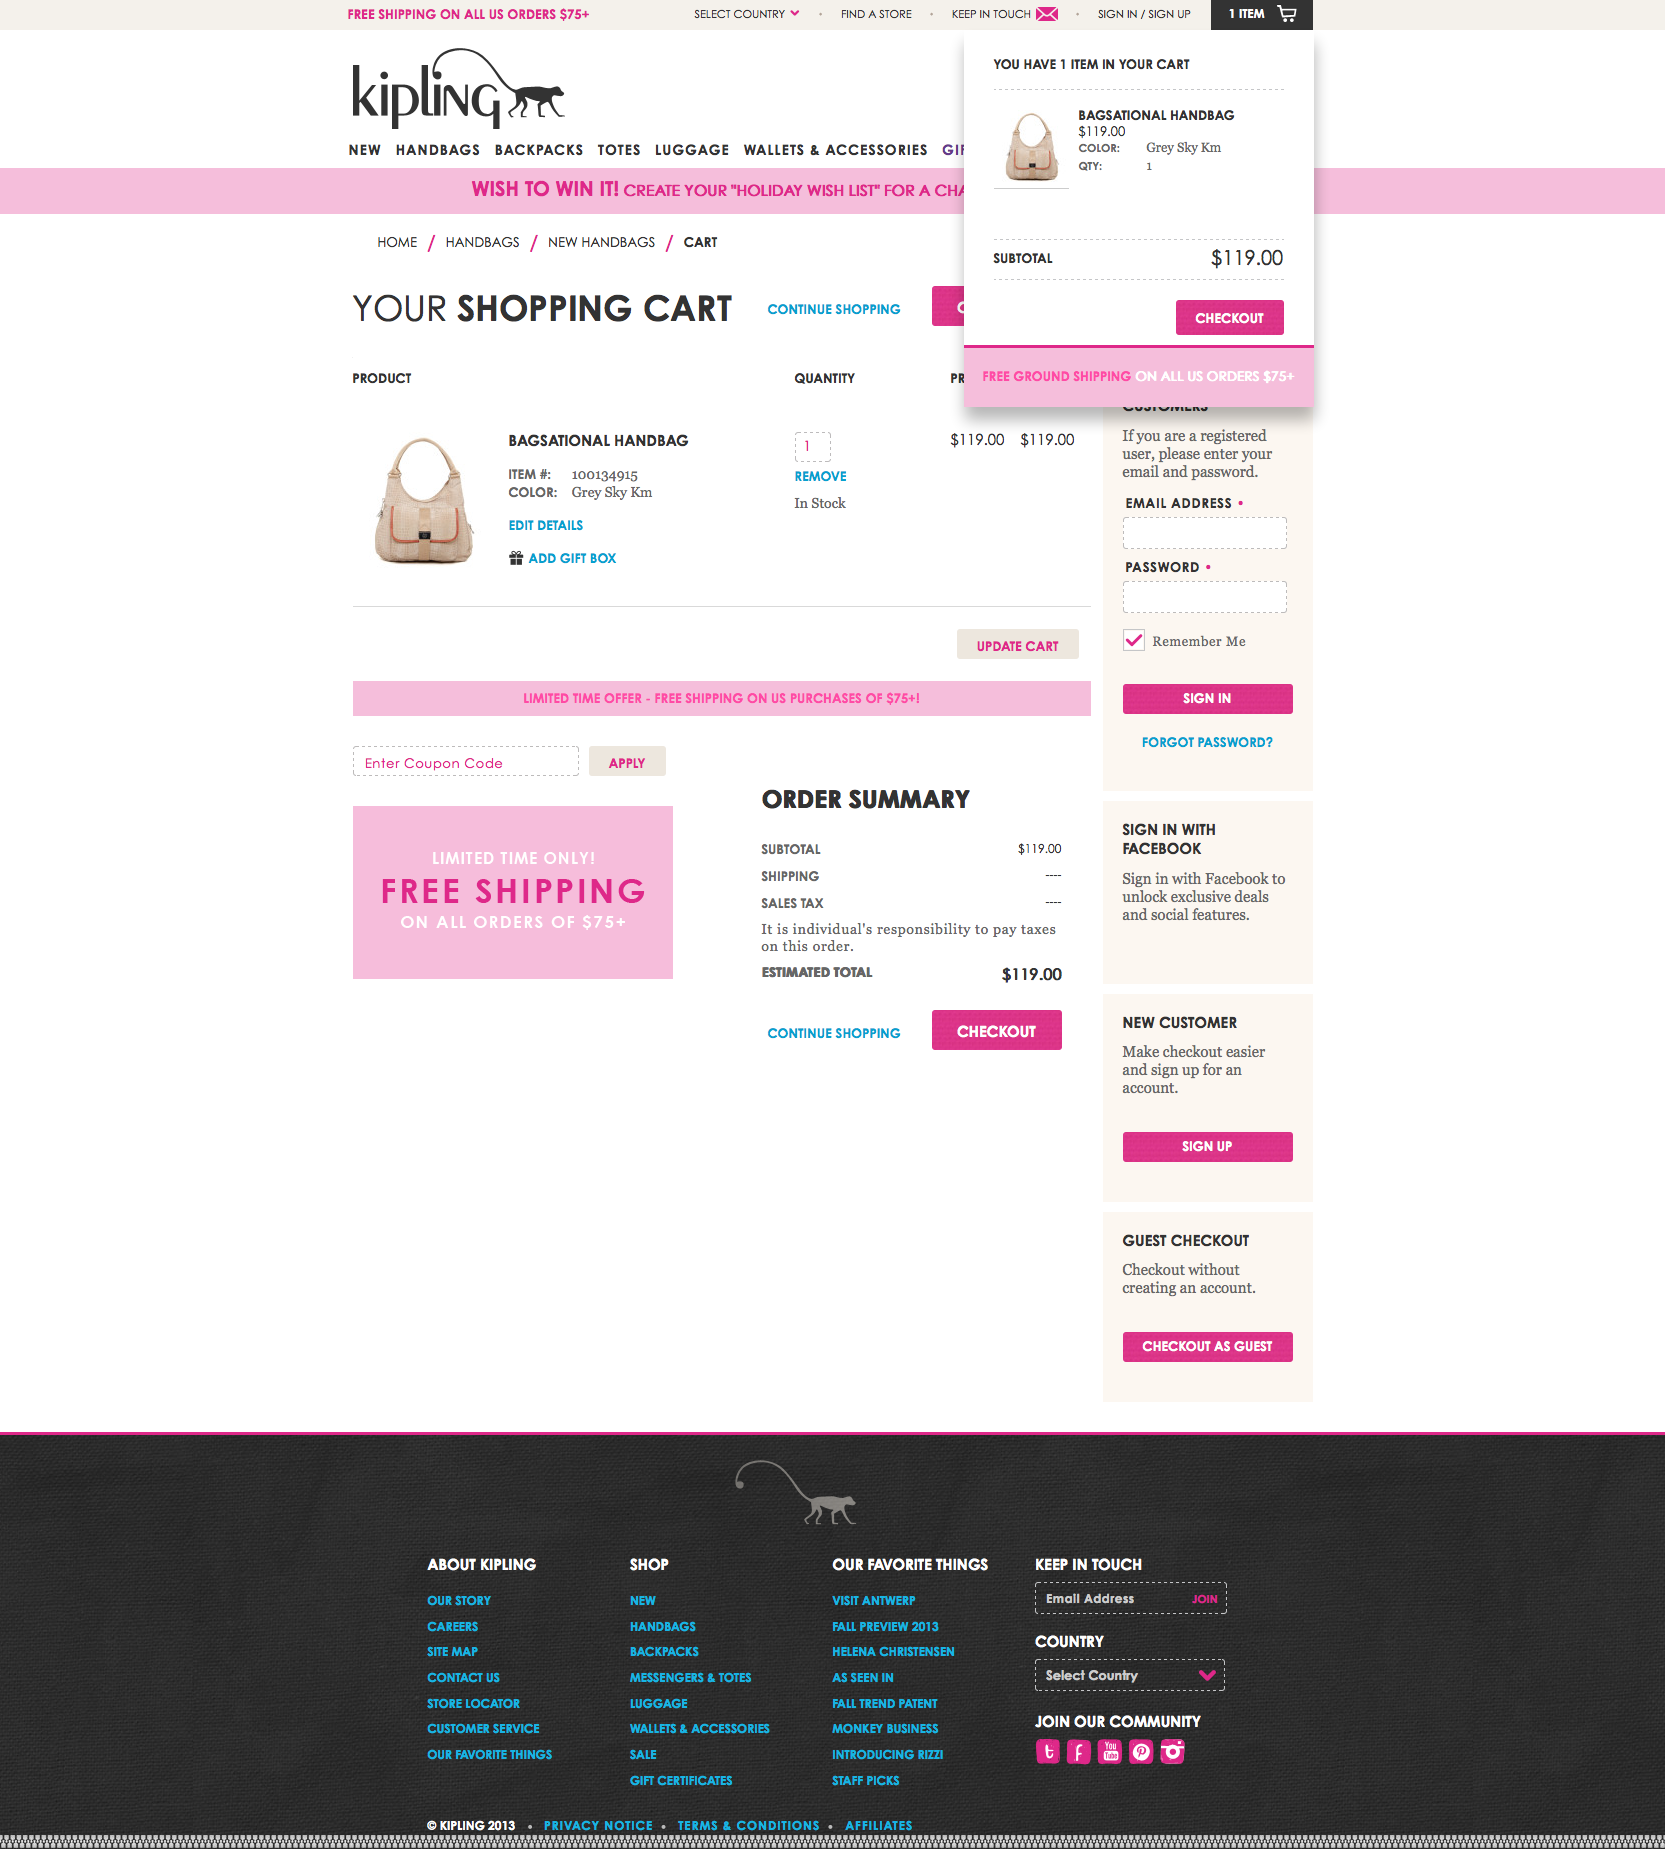 FREE SHIPPING ON ALL US ORDERS $75+
SELECT COUNTRY
FIND A STORE
KEEP IN TOUCH
SIGN IN / SIGN UP
1 ITEM
kipling
YOU HAVE 1 ITEM IN YOUR CART
BAGSATIONAL HANDBAG
$119.00
COLOR: Grey Sky Km
QTY: 1
SUBTOTAL $119.00
CHECKOUT
FREE GROUND SHIPPING ON ALL US ORDERS $75+
NEW HANDBAGS BACKPACKS TOTES LUGGAGE WALLETS & ACCESSORIES
WISH TO WIN IT! CREATE YOUR "HOLIDAY WISH LIST" FOR A
HOME / HANDBAGS / NEW HANDBAGS / CART
YOUR SHOPPING CART
CONTINUE SHOPPING
PRODUCT
QUANTITY
BAGSATIONAL HANDBAG
ITEM #: 100134915
COLOR: Grey Sky Km
EDIT DETAILS
ADD GIFT BOX
1
REMOVE
In Stock
$119.00 $119.00
UPDATE CART
LIMITED TIME OFFER - FREE SHIPPING ON US PURCHASES OF $75+!
Enter Coupon Code
APPLY
LIMITED TIME ONLY!
FREE SHIPPING
ON ALL ORDERS OF $75+
ORDER SUMMARY
SUBTOTAL $119.00
SHIPPING ----
SALES TAX ----
It is individual's responsibility to pay taxes
on this order.
ESTIMATED TOTAL $119.00
CONTINUE SHOPPING
CHECKOUT
CUSTOMERS
If you are a registered
user, please enter your
email and password.
EMAIL ADDRESS •
PASSWORD •
Remember Me
SIGN IN
FORGOT PASSWORD?
SIGN IN WITH
FACEBOOK
Sign in with Facebook to
unlock exclusive deals
and social features.
NEW CUSTOMER
Make checkout easier
and sign up for an
account.
SIGN UP
GUEST CHECKOUT
Checkout without
creating an account.
CHECKOUT AS GUEST
ABOUT KIPLING
OUR STORY
CAREERS
SITE MAP
CONTACT US
STORE LOCATOR
CUSTOMER SERVICE
OUR FAVORITE THINGS
SHOP
NEW
HANDBAGS
BACKPACKS
MESSENGERS & TOTES
LUGGAGE
WALLETS & ACCESSORIES
SALE
GIFT CERTIFICATES
OUR FAVORITE THINGS
VISIT ANTWERP
FALL PREVIEW 2013
HELENA CHRISTENSEN
AS SEEN IN
FALL TREND PATENT
MONKEY BUSINESS
INTRODUCING RIZZI
STAFF PICKS
KEEP IN TOUCH
Email Address JOIN
COUNTRY
Select Country
JOIN OUR COMMUNITY
You Tube
© KIPLING 2013 • PRIVACY NOTICE • TERMS & CONDITIONS • AFFILIATES